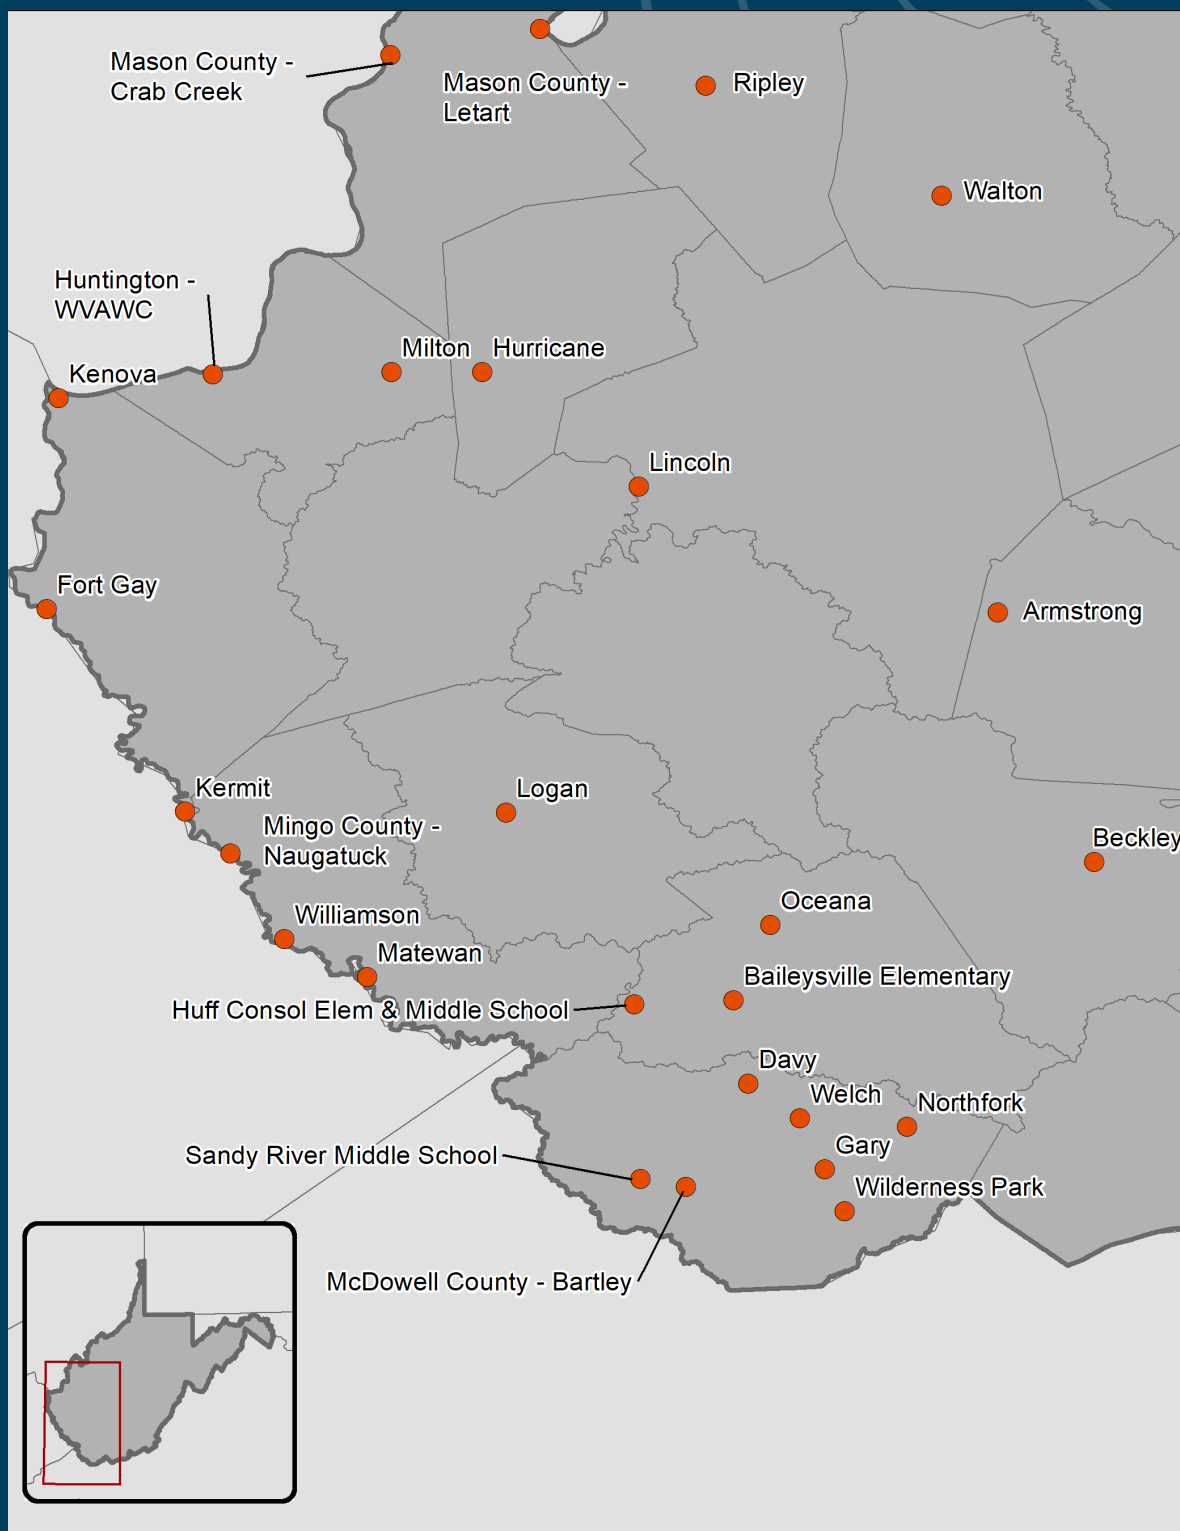 Mason County -
Crab Creek
Mason County -
Letart
Ripley
Walton
Huntington -
WVAWC
Kenova
Milton
Hurricane
Lincoln
Fort Gay
Armstrong
Kermit
Logan
Mingo County -
Naugatuck
Beckley
Oceana
Williamson
Matewan
Baileysville Elementary
Huff Consol Elem & Middle School
Davy
Welch
Northfork
Gary
Sandy River Middle School
Wilderness Park
McDowell County - Bartley